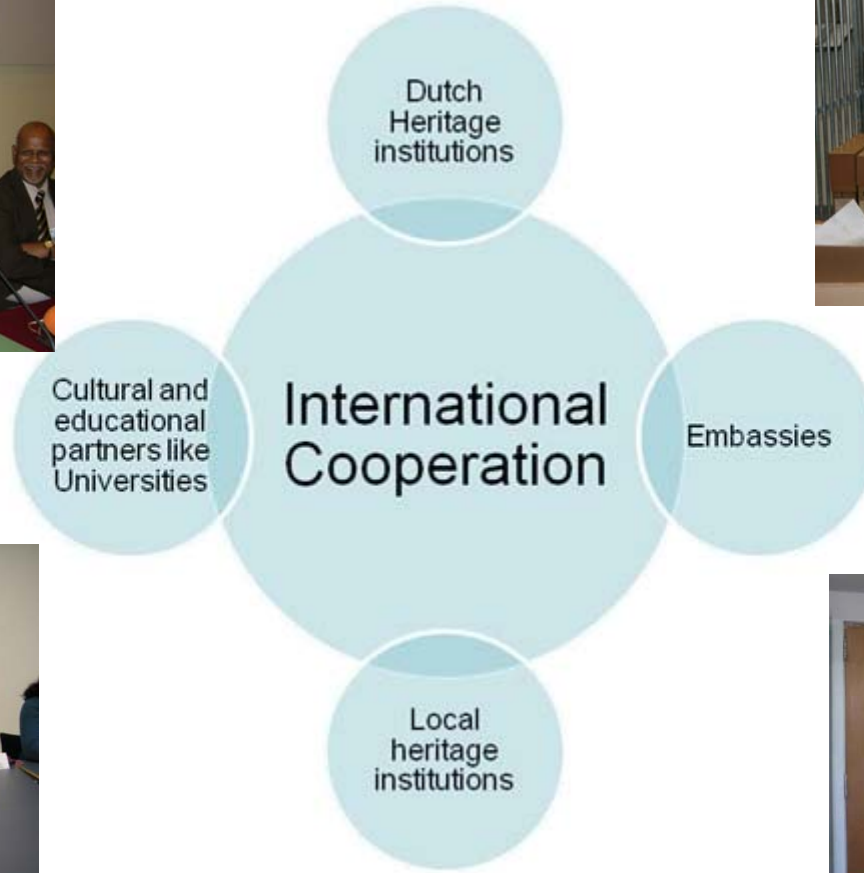 Dutch
Heritage
institutions
Cultural and
educational
partners like
Universities
International
Cooperation
Embassies
Local
heritage
institutions